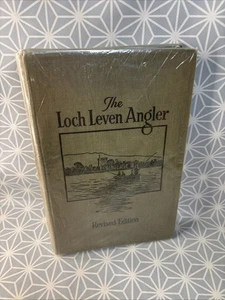 The
Loch Leven Angler
Revised Edition